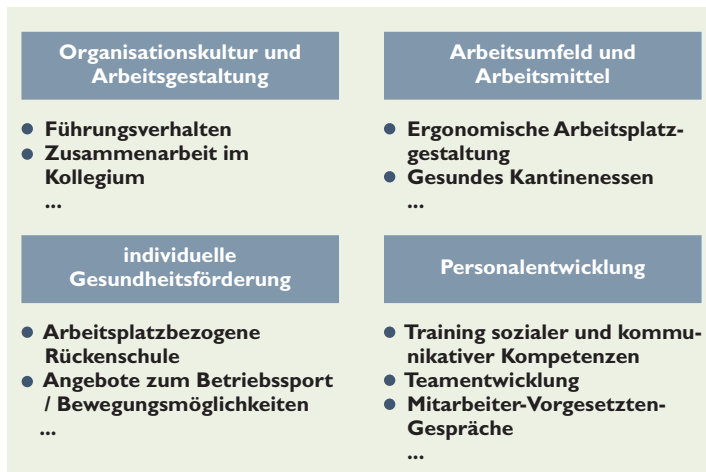 Organisationskultur und
Arbeitsgestaltung
● Führungsverhalten
● Zusammenarbeit im
Kollegium
...
Arbeitsumfeld und
Arbeitsmittel
● Ergonomische Arbeitsplatz-
gestaltung
● Gesundes Kantinenessen
...
individuelle
Gesundheitsförderung
● Arbeitsplatzbezogene
Rückenschule
● Angebote zum Betriebssport
/ Bewegungsmöglichkeiten
...
Personalentwicklung
● Training sozialer und kommu-
nikativer Kompetenzen
● Teamentwicklung
● Mitarbeiter-Vorgesetzten-
Gespräche
...